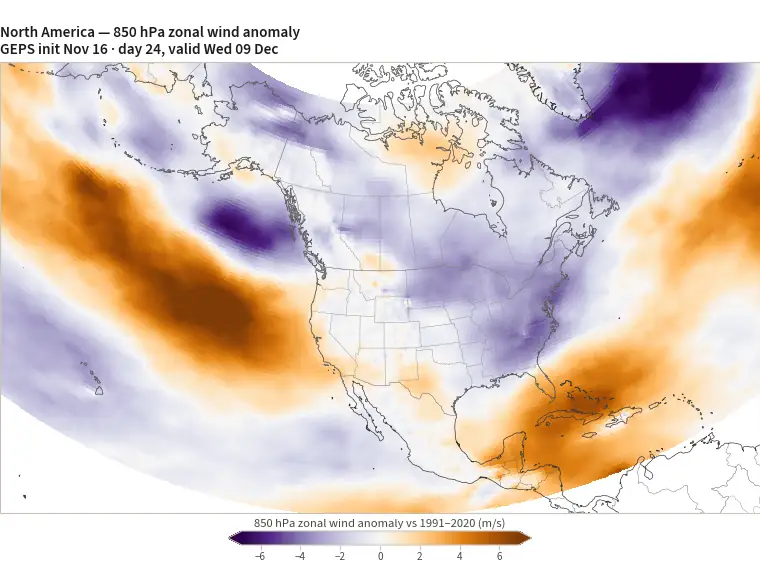 North America — 850 hPa zonal wind anomaly
GEPS init Nov 16 · day 24, valid Wed 09 Dec
850 hPa zonal wind anomaly vs 1991–2020 (m/s)
−6 −4 −2 0 2 4 6